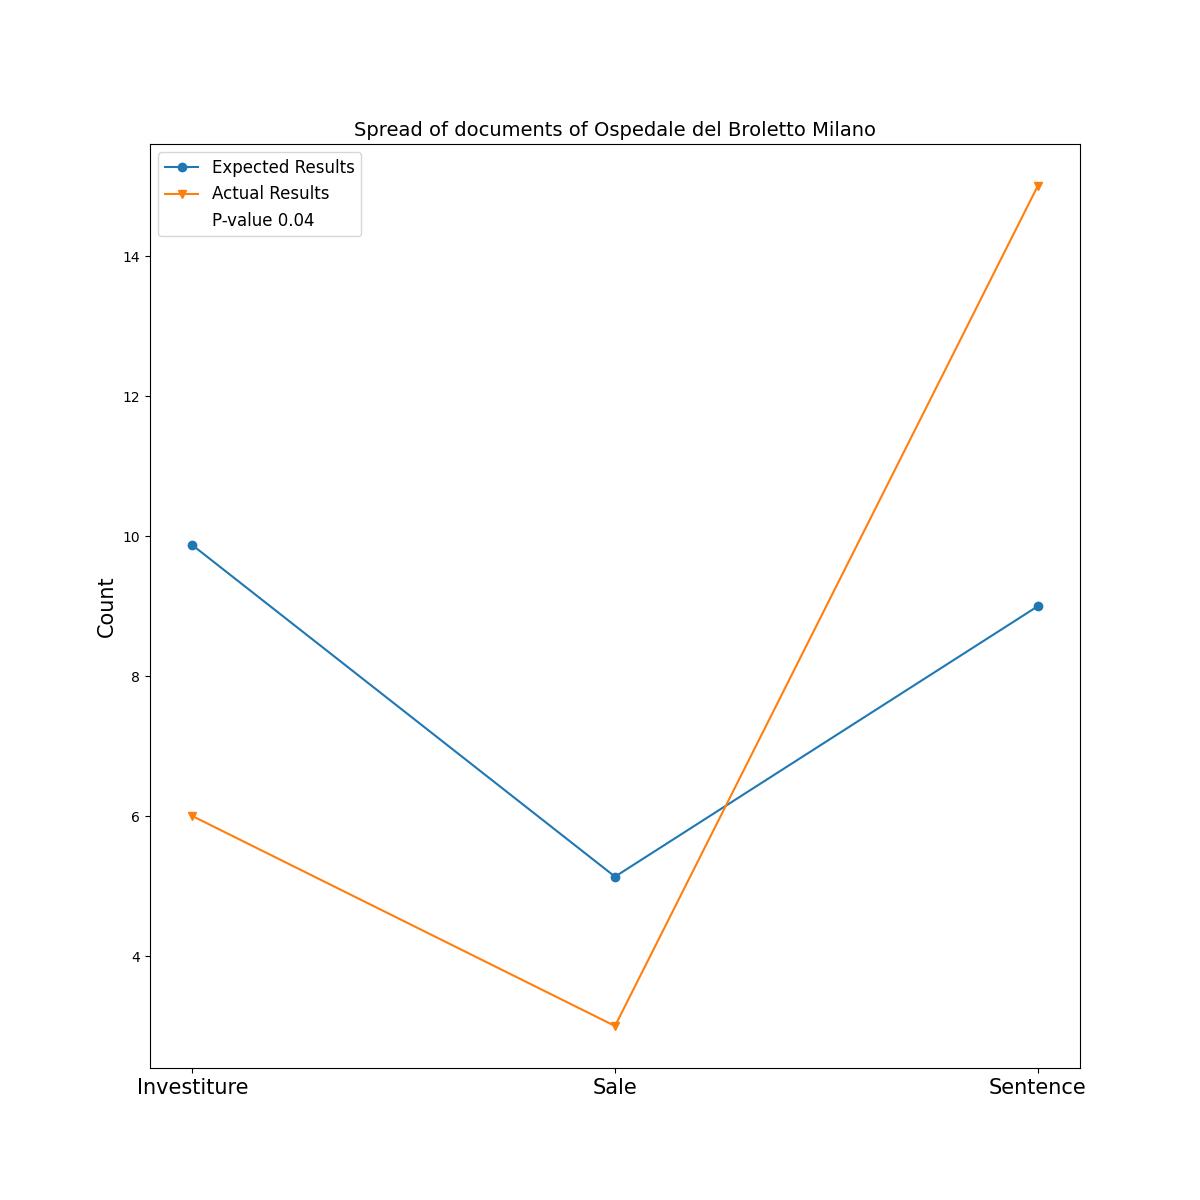 Spread of documents of Ospedale del Broletto Milano
Expected Results
Actual Results
P-value 0.04
14
12
10
8
6
4
Count
Investiture
Sale
Sentence